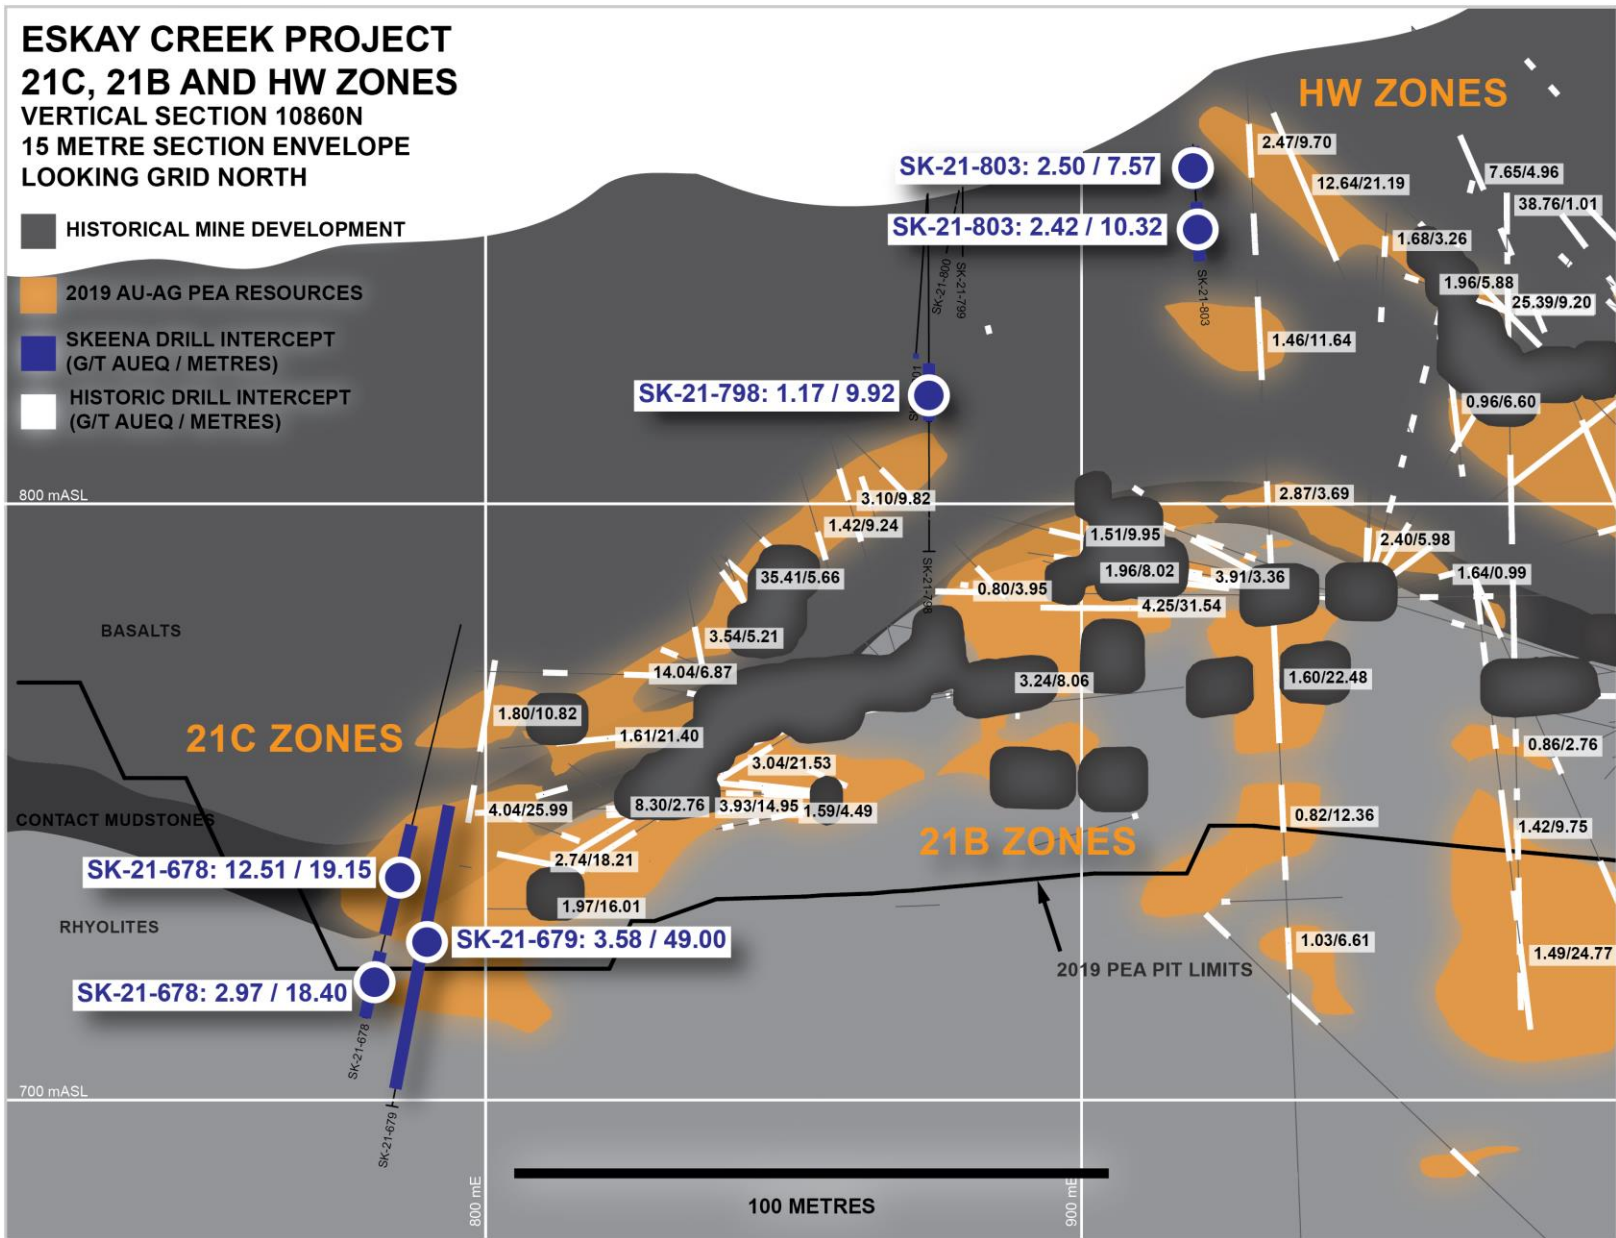 ESKAY CREEK PROJECT
21C, 21B AND HW ZONES
VERTICAL SECTION 10860N
15 METRE SECTION ENVELOPE
LOOKING GRID NORTH
HISTORICAL MINE DEVELOPMENT
2019 AU-AG PEA RESOURCES
SKEENA DRILL INTERCEPT
(G/T AUEQ / METRES)
HISTORIC DRILL INTERCEPT
(G/T AUEQ / METRES)
HW ZONES
2.47/9.70
SK-21-803: 2.50 / 7.57
7.65/4.96
12.64/21.19
38.76/1.01
SK-21-803: 2.42 / 10.32
1.68/3.26
SK-21-800
SK-21-799
SK-21-803
1.96/5.88
25.39/9.20
1.46/11.64
SK-21-798: 1.17 / 9.92
0.96/6.60
800 mASL
3.10/9.82
2.87/3.69
1.42/9.24
1.51/9.95
2.40/5.98
35.41/5.66
SK-21-798
1.96/8.02
3.91/3.36
1.64/0.99
0.80/3.95
4.25/31.54
BASALTS
3.54/5.21
14.04/6.87
3.24/8.06
1.60/22.48
1.80/10.82
21C ZONES
1.61/21.40
0.86/2.76
3.04/21.53
4.04/25.99
8.30/2.76
3.93/14.95
1.59/4.49
0.82/12.36
CONTACT MUDSTONES
1.42/9.75
21B ZONES
2.74/18.21
SK-21-678: 12.51 / 19.15
1.97/16.01
RHYOLITES
SK-21-679: 3.58 / 49.00
1.03/6.61
1.49/24.77
2019 PEA PIT LIMITS
SK-21-678: 2.97 / 18.40
SK-21-678
700 mASL
SK-21-679
800 mE
900 mE
100 METRES